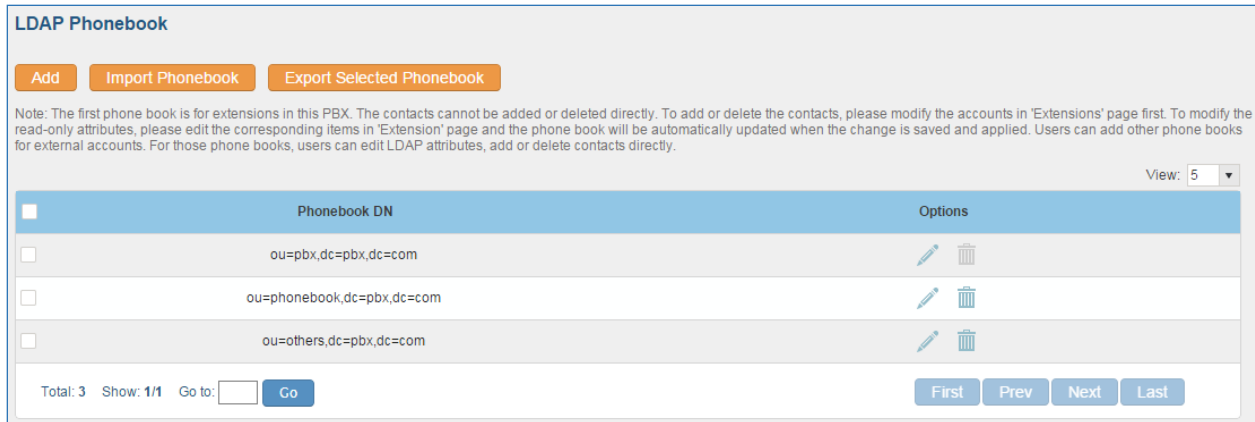 LDAP Phonebook
Add Import Phonebook Export Selected Phonebook
Note: The first phone book is for extensions in this PBX. The contacts cannot be added or deleted directly. To add or delete the contacts, please modify the accounts in 'Extensions' page first. To modify the
read-only attributes, please edit the corresponding items in 'Extension' page and the phone book will be automatically updated when the change is saved and applied. Users can add other phone books
for external accounts. For those phone books, users can edit LDAP attributes, add or delete contacts directly.
View: 5
Phonebook DN Options
ou=pbx,dc=pbx,dc=com
ou=phonebook,dc=pbx,dc=com
ou=others,dc=pbx,dc=com
Total: 3 Show: 1/1 Go to: Go First Prev Next Last